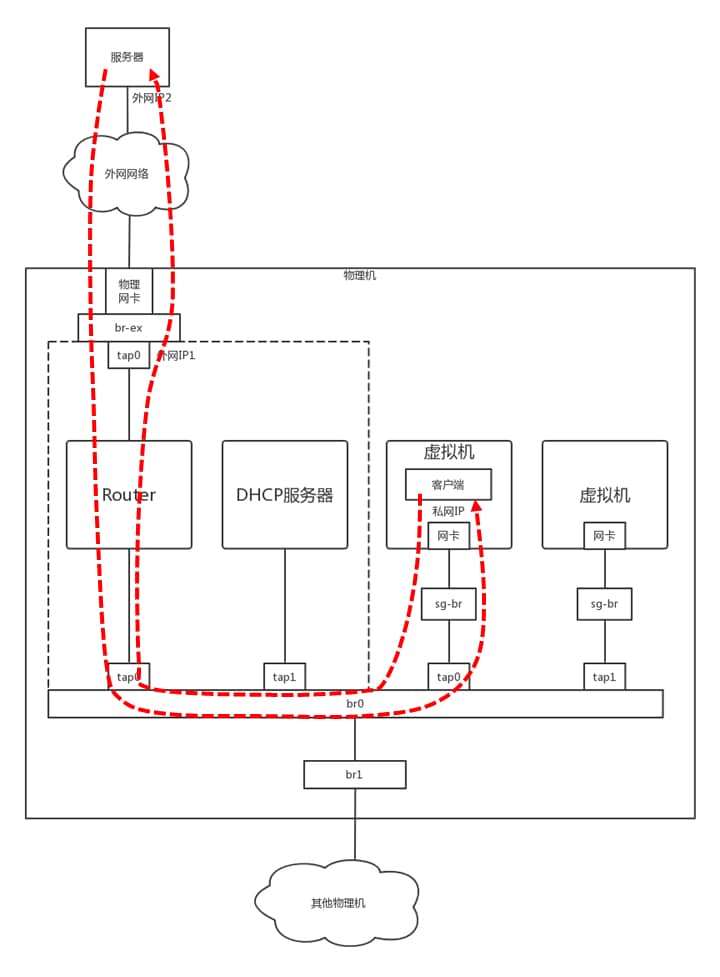 服务器
外网IP2
外网网络
物理机
物理
网卡
br-ex
tap0
外网IP1
Router
DHCP服务器
虚拟机
客户端
私网IP
网卡
虚拟机
网卡
sg-br
sg-br
tap0
tap1
tap0
tap1
br0
br1
其他物理机